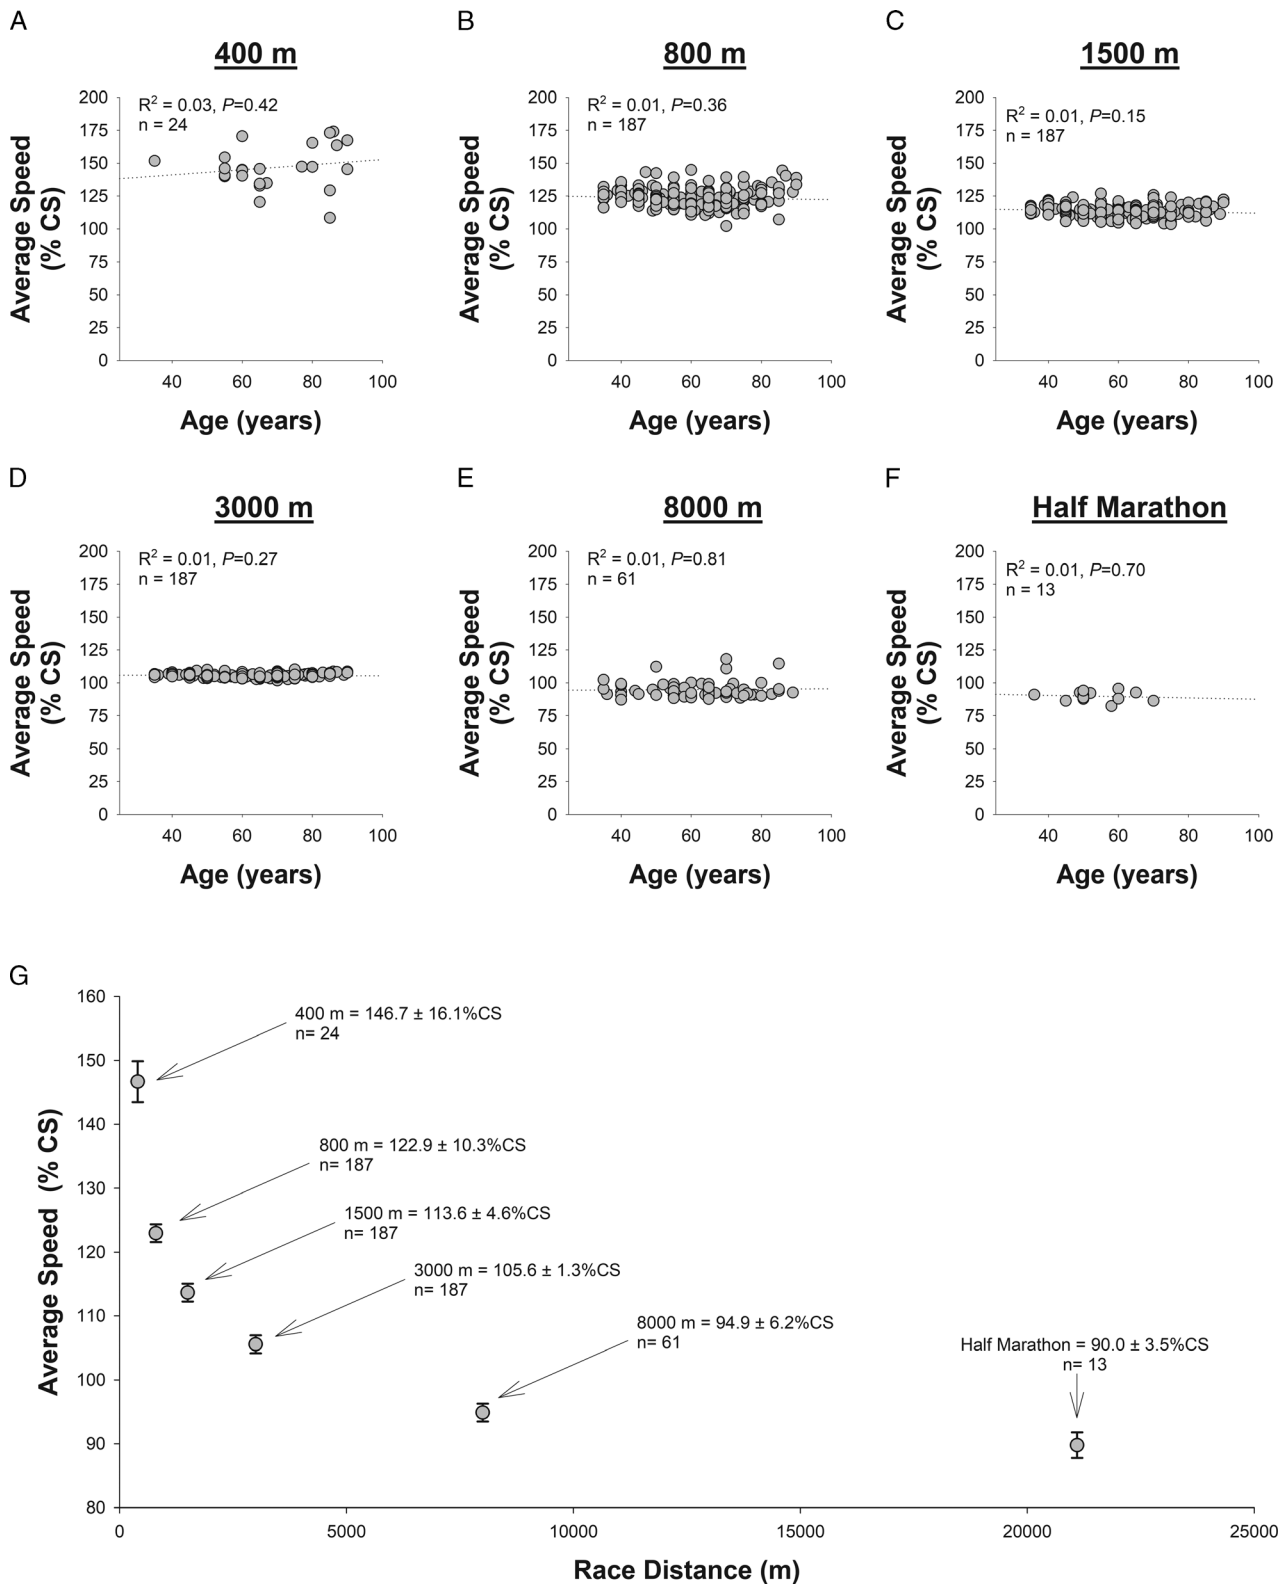 A
400 m
R² = 0.03, P=0.42
n = 24
200
175
150
125
100
75
50
25
0
40
60
80
100
Average Speed
(% CS)
Age (years)
B
800 m
R² = 0.01, P=0.36
n = 187
200
175
150
125
100
75
50
25
0
40
60
80
100
Average Speed
(% CS)
Age (years)
C
1500 m
R² = 0.01, P=0.15
n = 187
200
175
150
125
100
75
50
25
0
40
60
80
100
Average Speed
(% CS)
Age (years)
D
3000 m
R² = 0.01, P=0.27
n = 187
200
175
150
125
100
75
50
25
0
40
60
80
100
Average Speed
(% CS)
Age (years)
E
8000 m
R² = 0.01, P=0.81
n = 61
200
175
150
125
100
75
50
25
0
40
60
80
100
Average Speed
(% CS)
Age (years)
F
Half Marathon
R² = 0.01, P=0.70
n = 13
200
175
150
125
100
75
50
25
0
40
60
80
100
Average Speed
(% CS)
Age (years)
G
160
150
140
130
120
110
100
90
80
Average Speed (% CS)
400 m = 146.7 ± 16.1%CS
n= 24
800 m = 122.9 ± 10.3%CS
n= 187
1500 m = 113.6 ± 4.6%CS
n= 187
3000 m = 105.6 ± 1.3%CS
n= 187
8000 m = 94.9 ± 6.2%CS
n= 61
Half Marathon = 90.0 ± 3.5%CS
n= 13
0
5000
10000
15000
20000
25000
Race Distance (m)